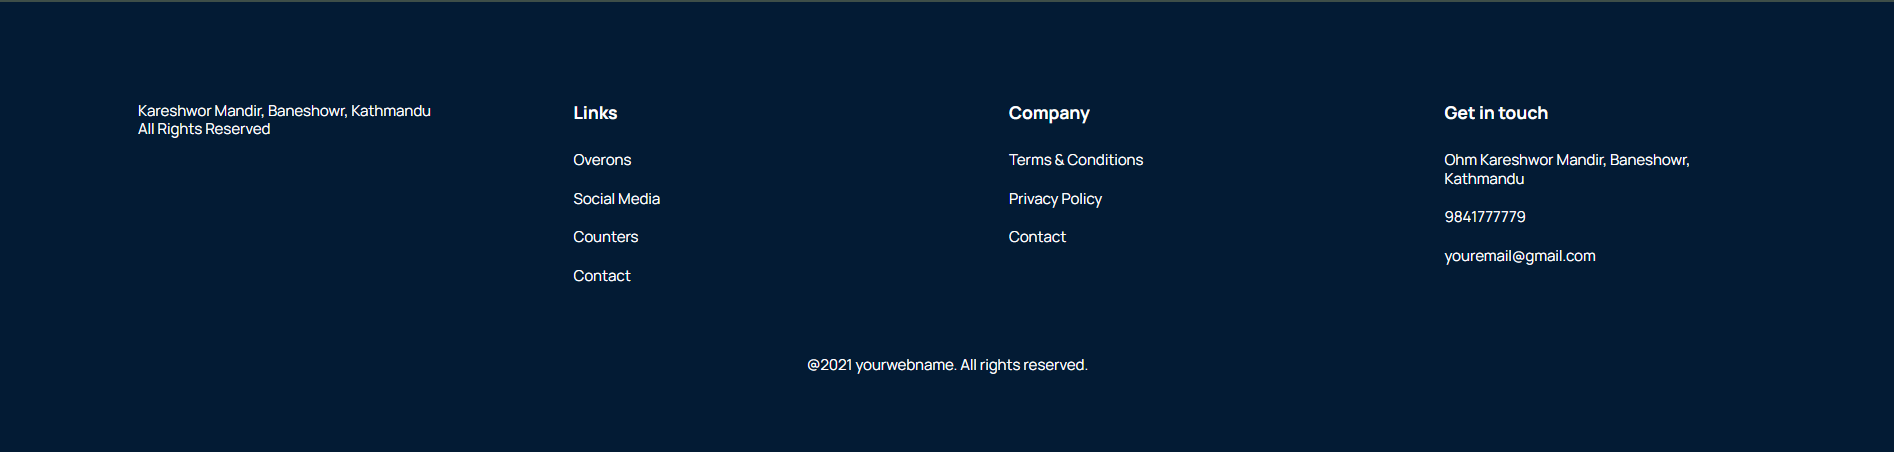 Kareshwor Mandir, Baneshowr, Kathmandu
All Rights Reserved
Links
Overons
Social Media
Counters
Contact
Company
Terms & Conditions
Privacy Policy
Contact
Get in touch
Ohm Kareshwor Mandir, Baneshowr,
Kathmandu
9841777779
youremail@gmail.com
@2021 yourwebname. All rights reserved.